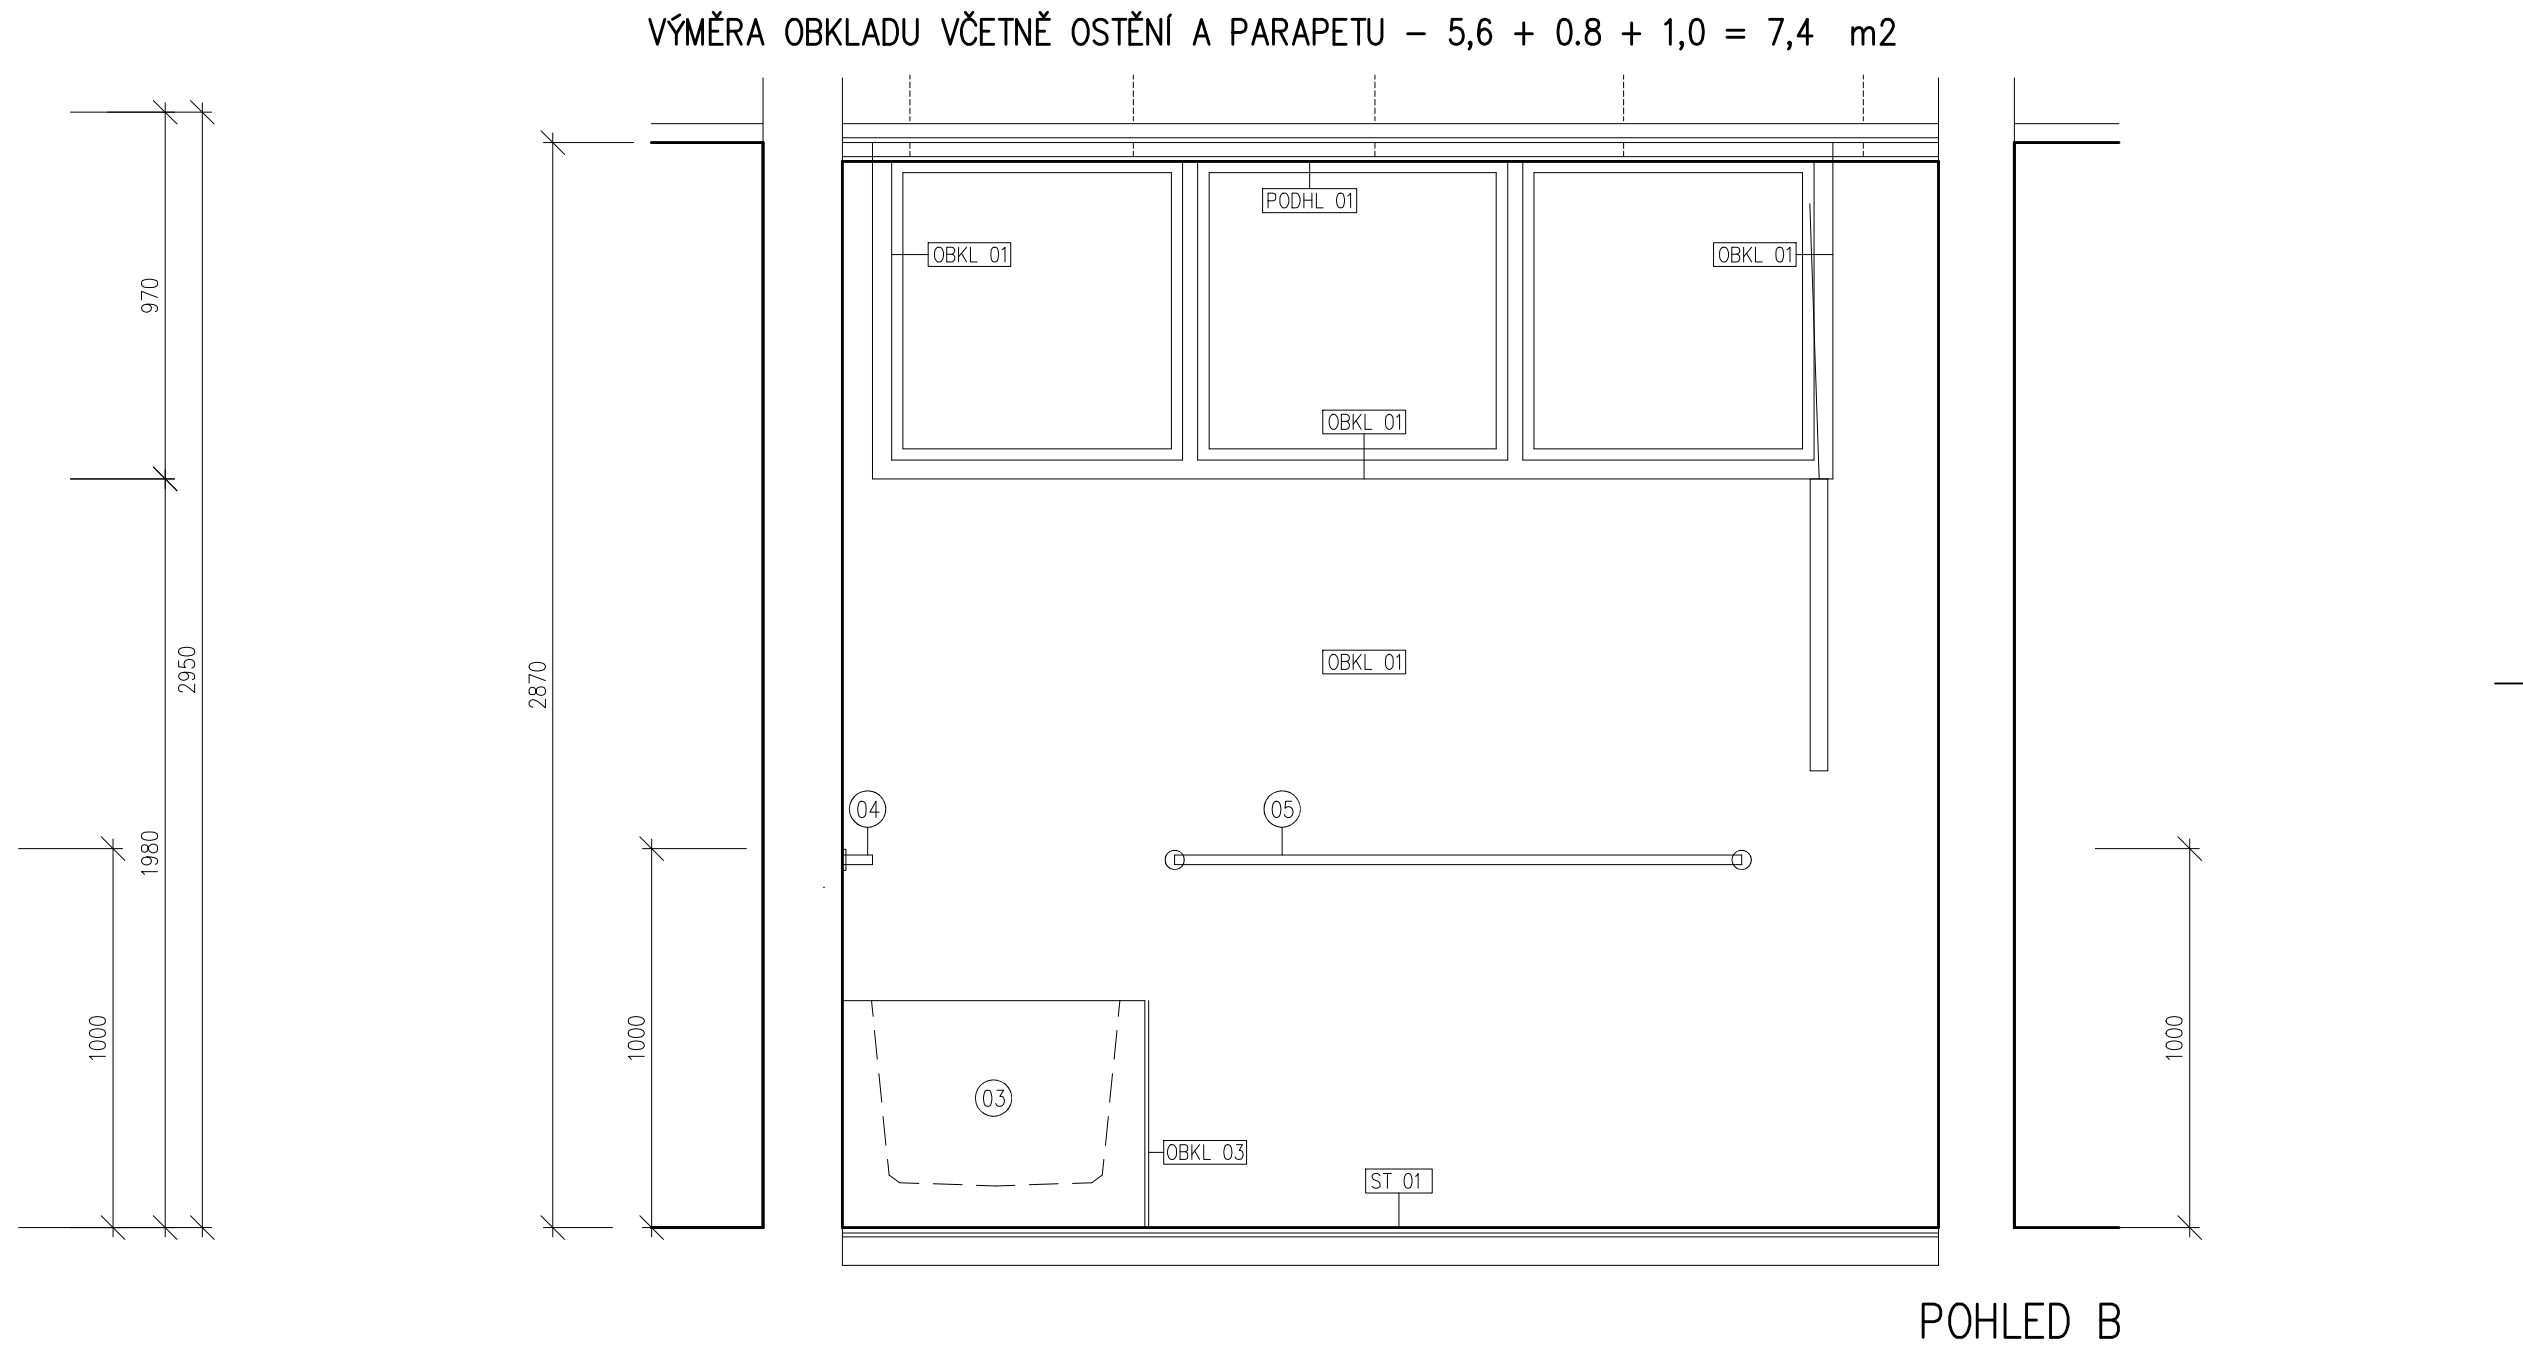 VÝMĚRA OBKLADU VČETNĚ OSTĚNÍ A PARAPETU – 5,6 + 0.8 + 1,0 = 7,4 m2
PODHL 01
OBKL 01
OBKL 01
970
OBKL 01
2950
2870
OBKL 01
04
05
1980
1000
1000
1000
03
OBKL 03
ST 01
POHLED B